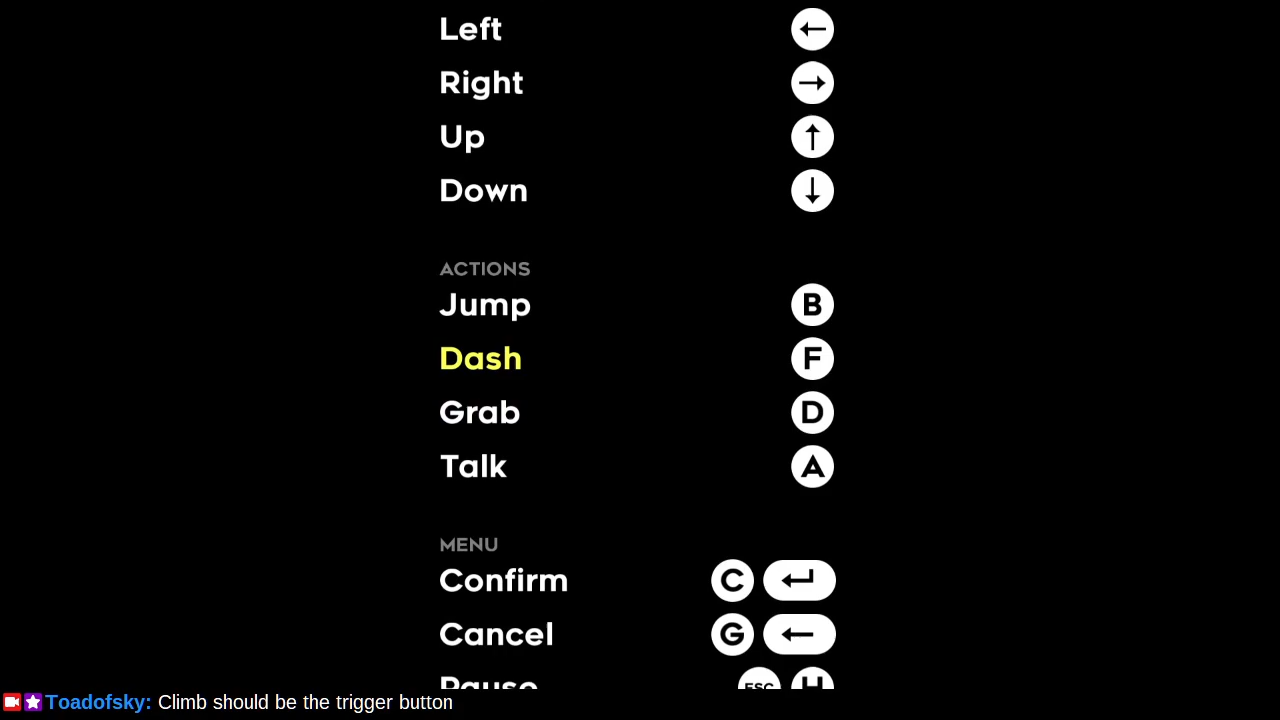 Left ←
Right →
Up ↑
Down ↓
ACTIONS
Jump B
Dash F
Grab D
Talk A
MENU
Confirm C ↵
Cancel G ←
Pause ESC H
Toadofsky: Climb should be the trigger button